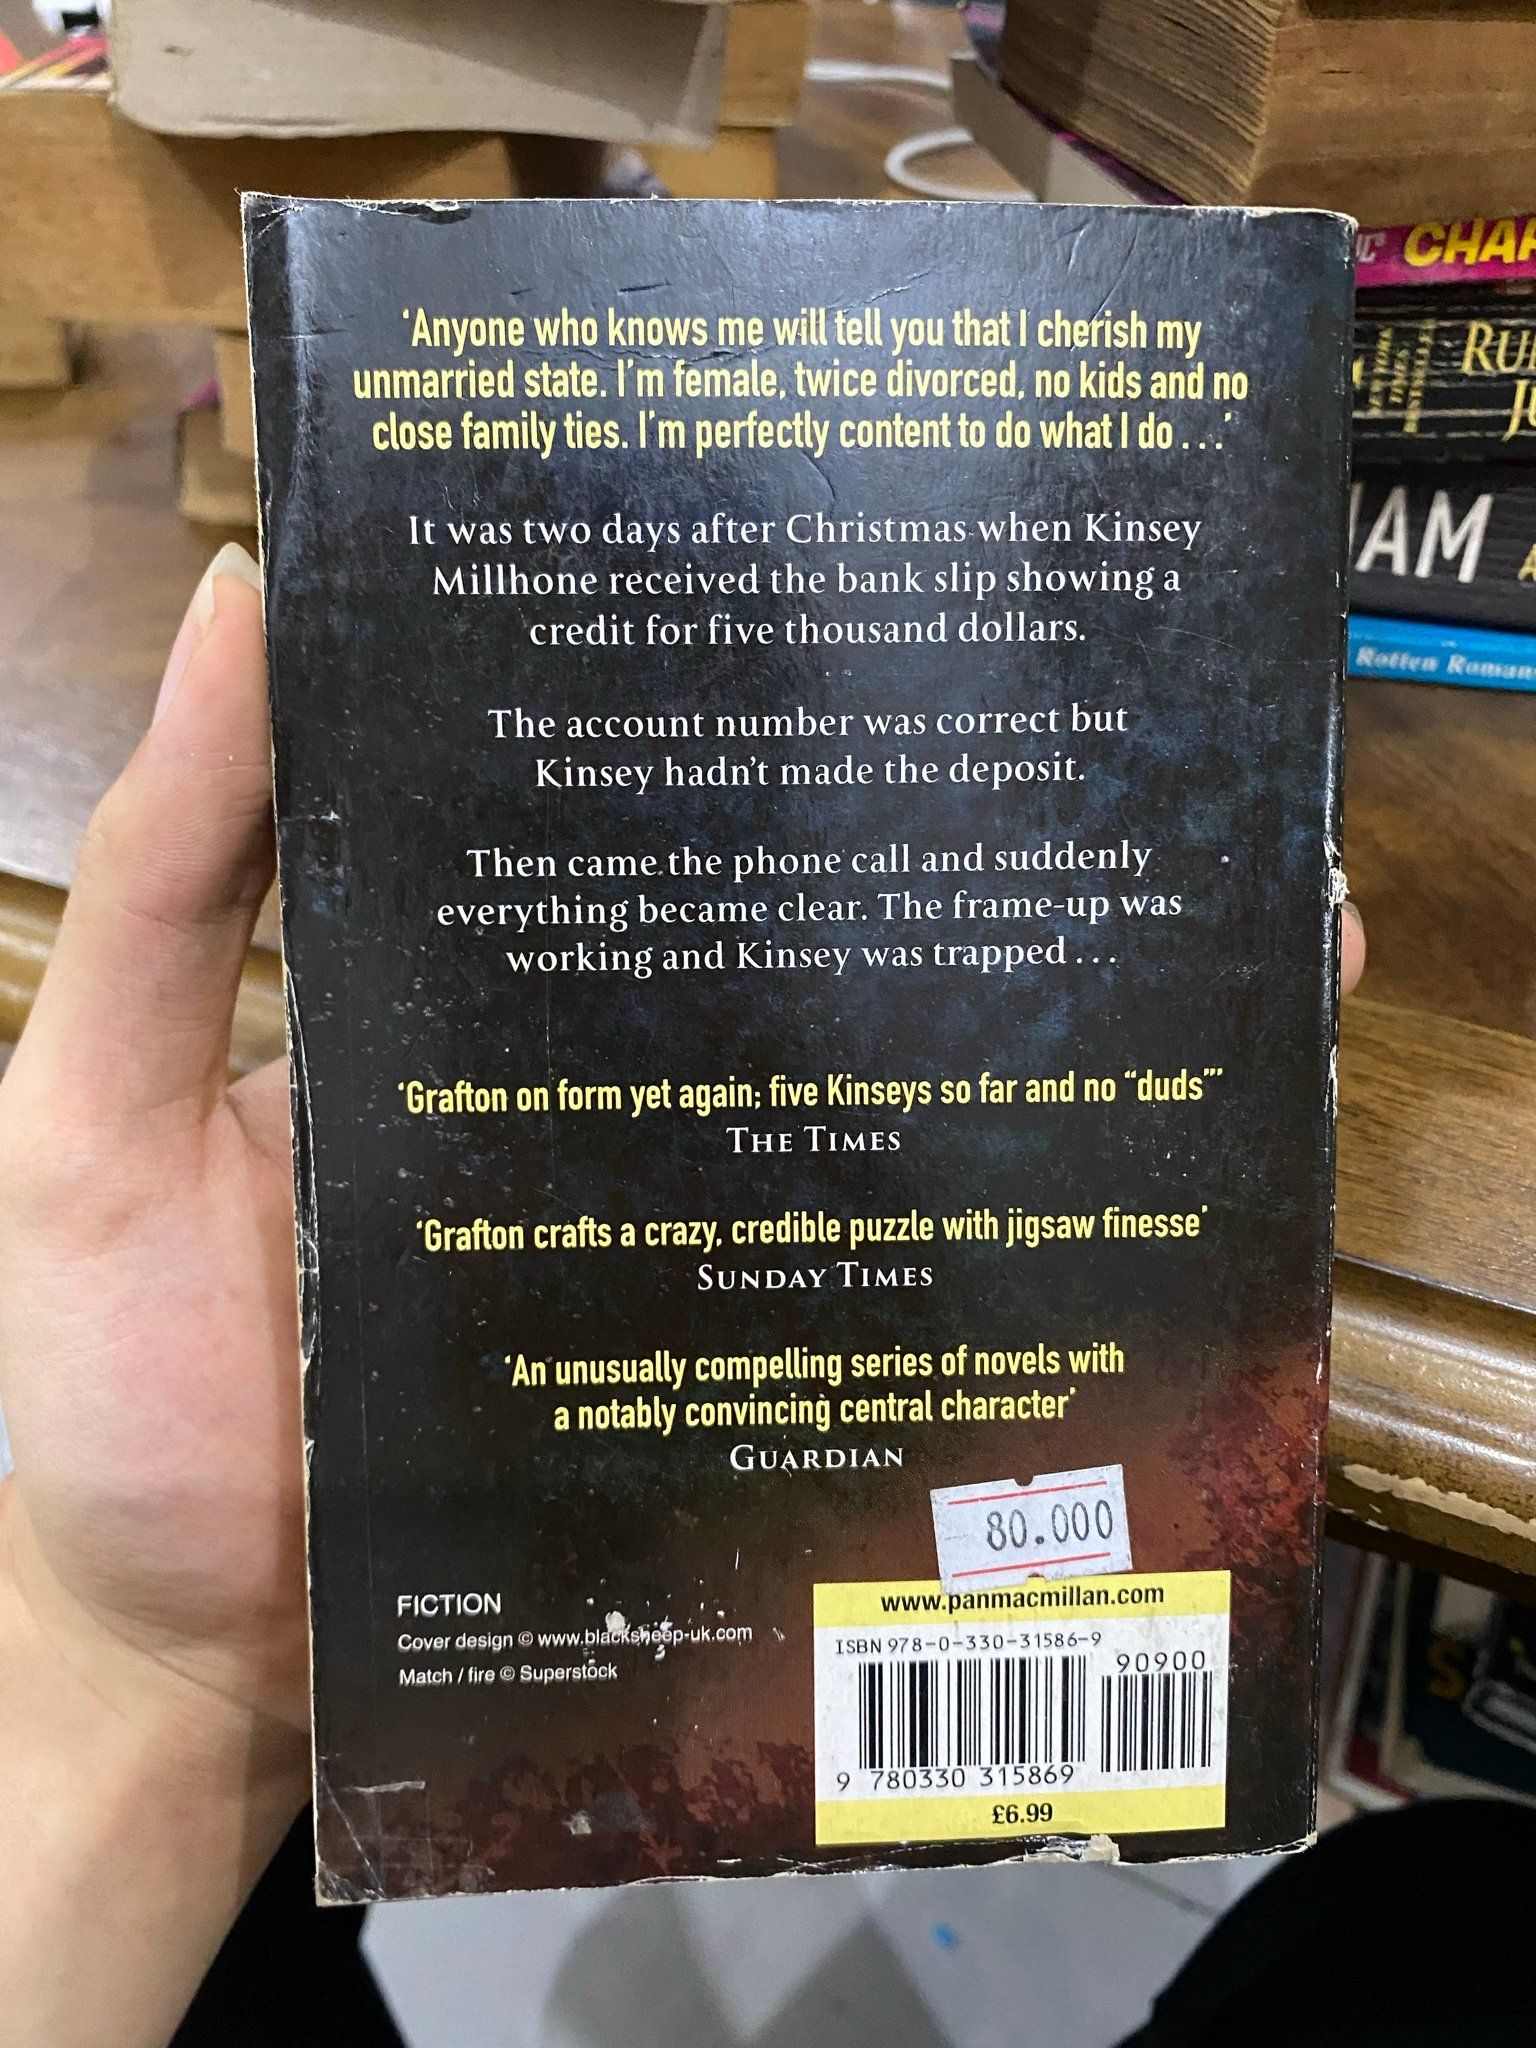 'Anyone who knows me will tell you that I cherish my
unmarried state. I'm female, twice divorced, no kids and no
close family ties. I'm perfectly content to do what I do . . .'
It was two days after Christmas when Kinsey
Millhone received the bank slip showing a
credit for five thousand dollars.
The account number was correct but
Kinsey hadn't made the deposit.
Then came the phone call and suddenly
everything became clear. The frame-up was
working and Kinsey was trapped . . .
'Grafton on form yet again; five Kinseys so far and no "duds"'
THE TIMES
'Grafton crafts a crazy, credible puzzle with jigsaw finesse'
SUNDAY TIMES
'An unusually compelling series of novels with
a notably convincing central character'
GUARDIAN
80.000
FICTION
Cover design © www.blacksheep-uk.com
Match / fire © Superstock
www.panmacmillan.com
ISBN 978-0-330-31586-9
90900
9 780330 315869
£6.99
CHAR
NEW YORK
TIMES
BESTSELLER
RU
AM
Rotten Roman